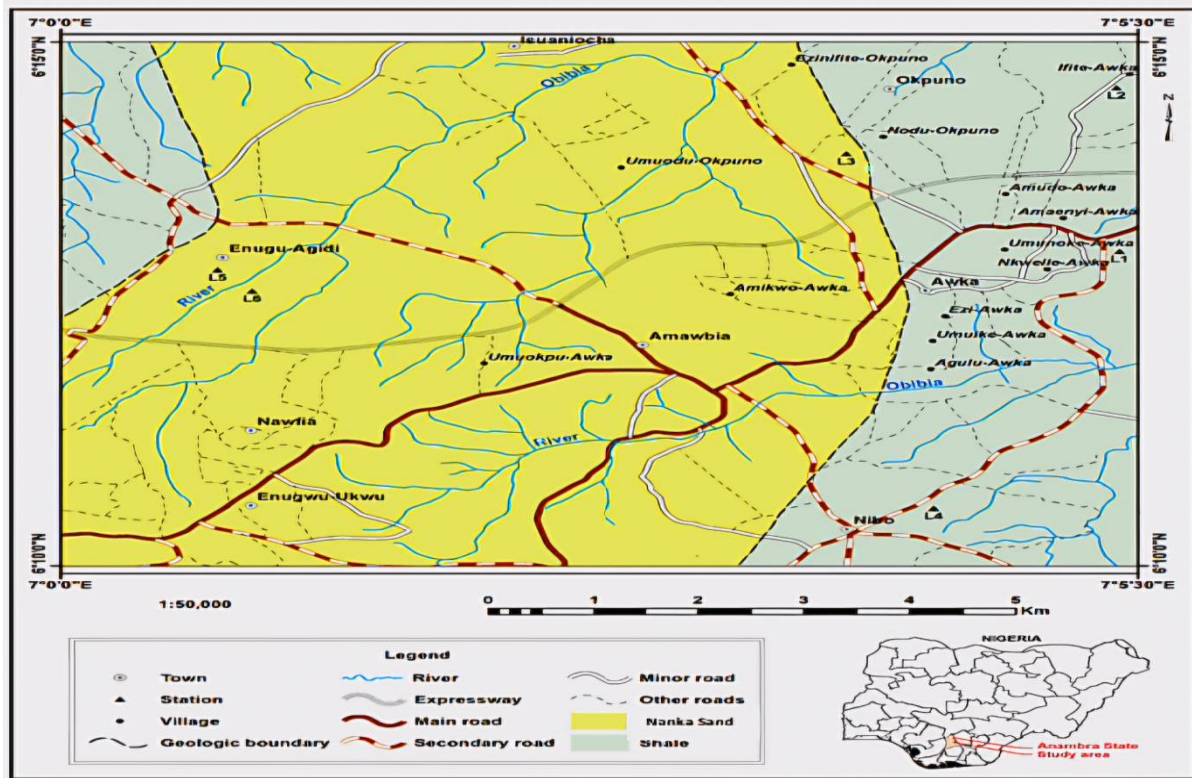 7°0'0"E
7°5'30"E
6°15'0"N
6°15'0"N
Isuaniocha
Ezinifite-Okpuno
Obibia
Okpuno
Ifite-Awka
L2
Z
Nodu-Okpuno
L3
Umuodu-Okpuno
Amudo-Awka
Amaenyi-Awka
Enugu-Agidi
Umunoke-Awka
L1
L5
Nkwelle-Awka
River
L6
Amikwo-Awka
Awka
Ezi-Awka
Amawbia
Umuike-Awka
Umuokpu-Awka
Agulu-Awka
Obibia
Nawfia
River
Enugwu-Ukwu
L4
Nibo
6°10'0"N
6°10'0"N
7°0'0"E
7°5'30"E
1:50,000
0 1 2 3 4 5
Km
Legend
Town
River
Minor road
Station
Expressway
Other roads
Village
Main road
Nanka Sand
Geologic boundary
Secondary road
Shale
NIGERIA
Anambra State
Study area